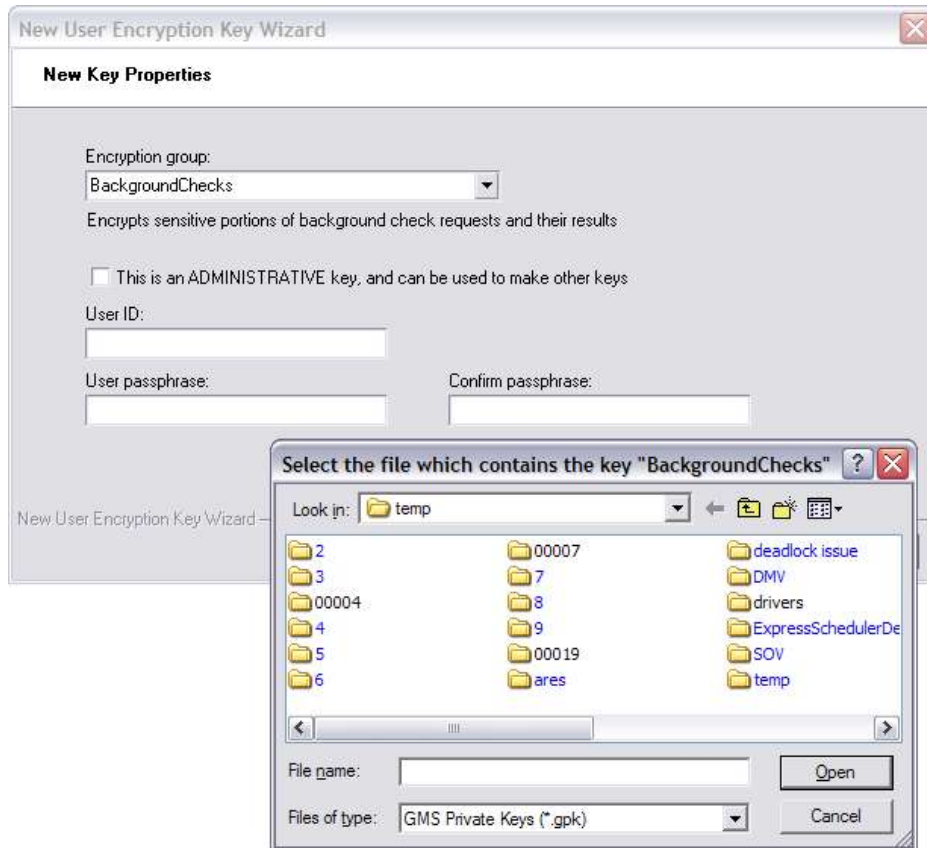 New User Encryption Key Wizard
New Key Properties
Encryption group:
BackgroundChecks
Encrypts sensitive portions of background check requests and their results
This is an ADMINISTRATIVE key, and can be used to make other keys
User ID:
User passphrase: Confirm passphrase:
New User Encryption Key Wizard
Select the file which contains the key "BackgroundChecks"
Look in: temp
2 00007 deadlock issue
3 7 DMV
00004 8 drivers
4 9 ExpressSchedulerDe
5 00019 SOV
6 ares temp
File name: Open
Files of type: GMS Private Keys (*.gpk) Cancel